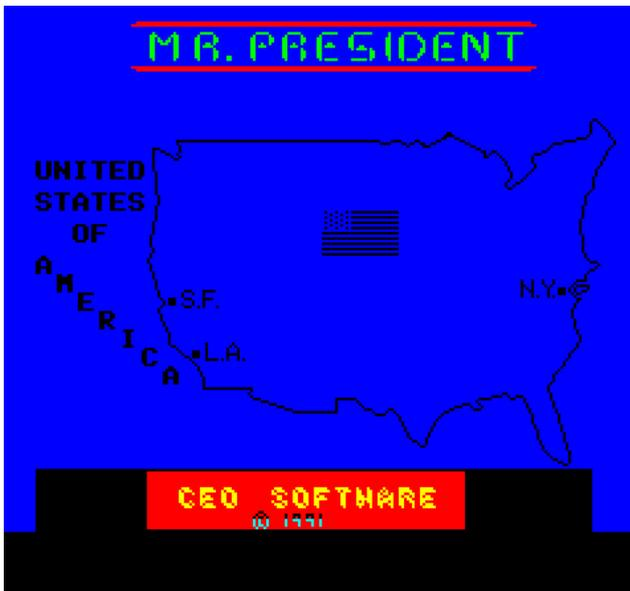 MR. PRESIDENT
UNITED
STATES
OF
AMERICA
S.F.
N.Y.
L.A.
CEO SOFTWARE
© 1991